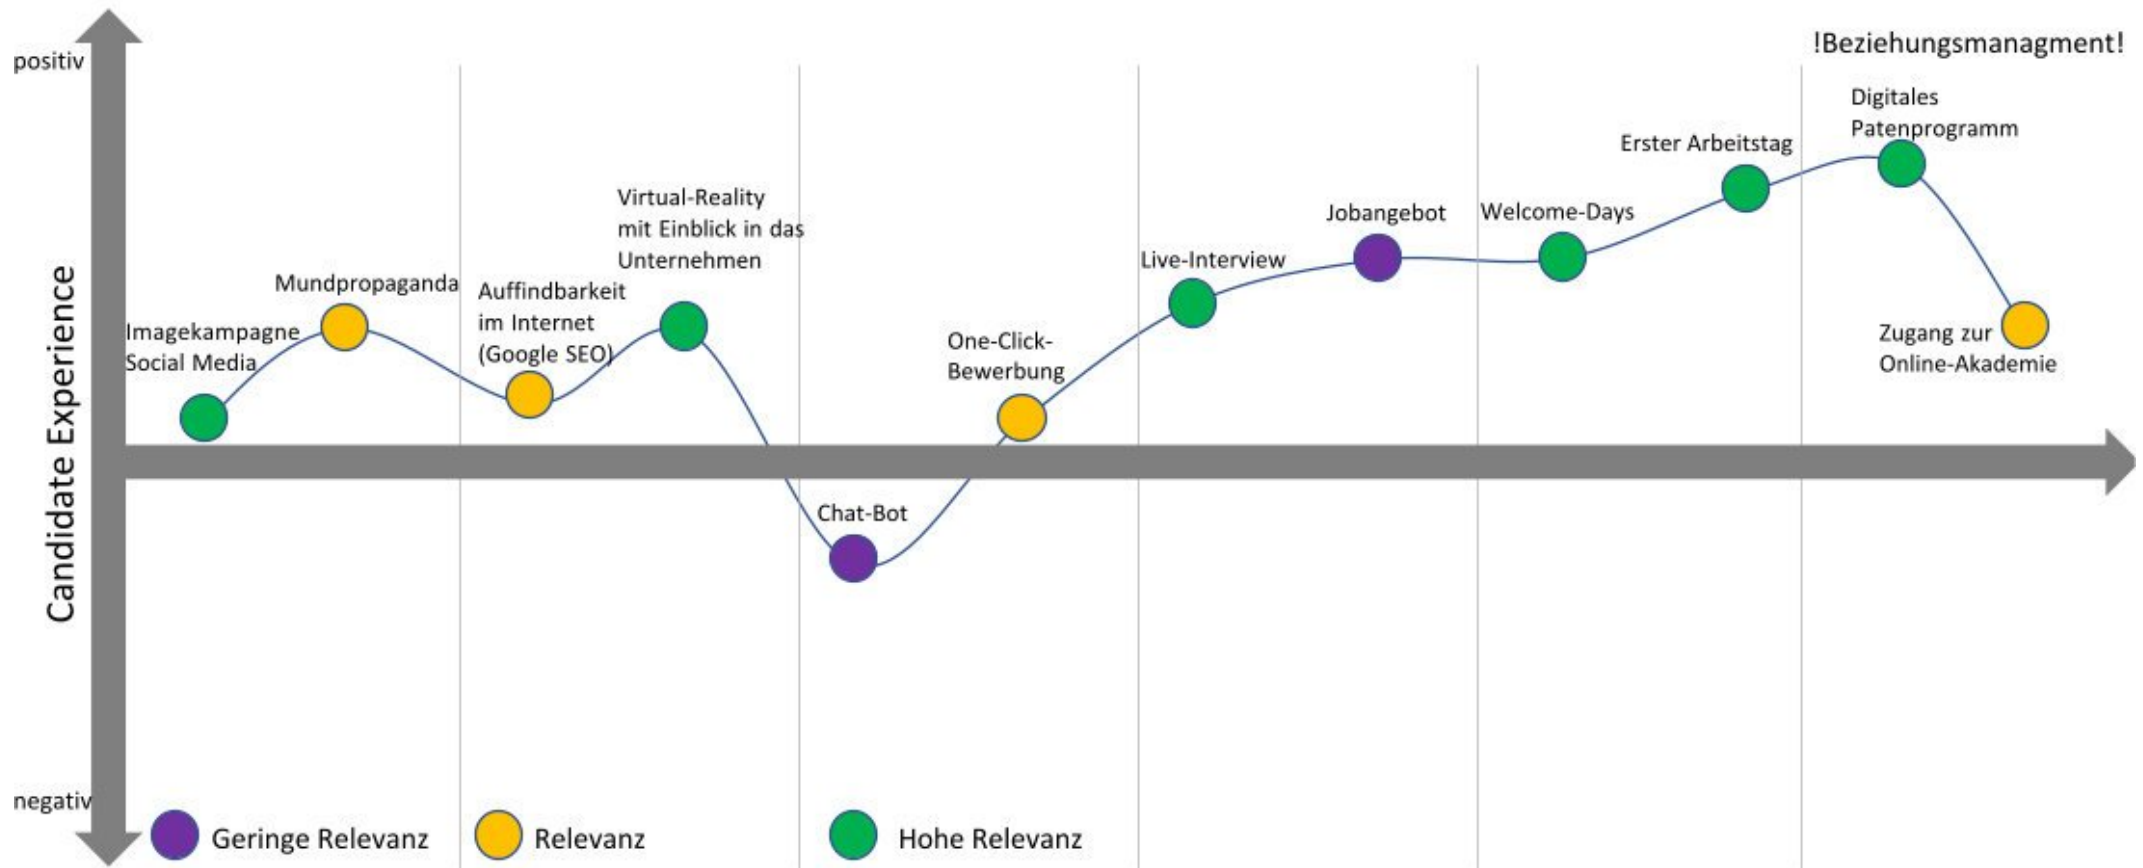 !Beziehungsmanagment!
positiv
Candidate Experience
negativ
Imagekampagne
Social Media
Mundpropaganda
Auffindbarkeit
im Internet
(Google SEO)
Virtual-Reality
mit Einblick in das
Unternehmen
Chat-Bot
One-Click-
Bewerbung
Live-Interview
Jobangebot
Welcome-Days
Erster Arbeitstag
Digitales
Patenprogramm
Zugang zur
Online-Akademie
Geringe Relevanz
Relevanz
Hohe Relevanz